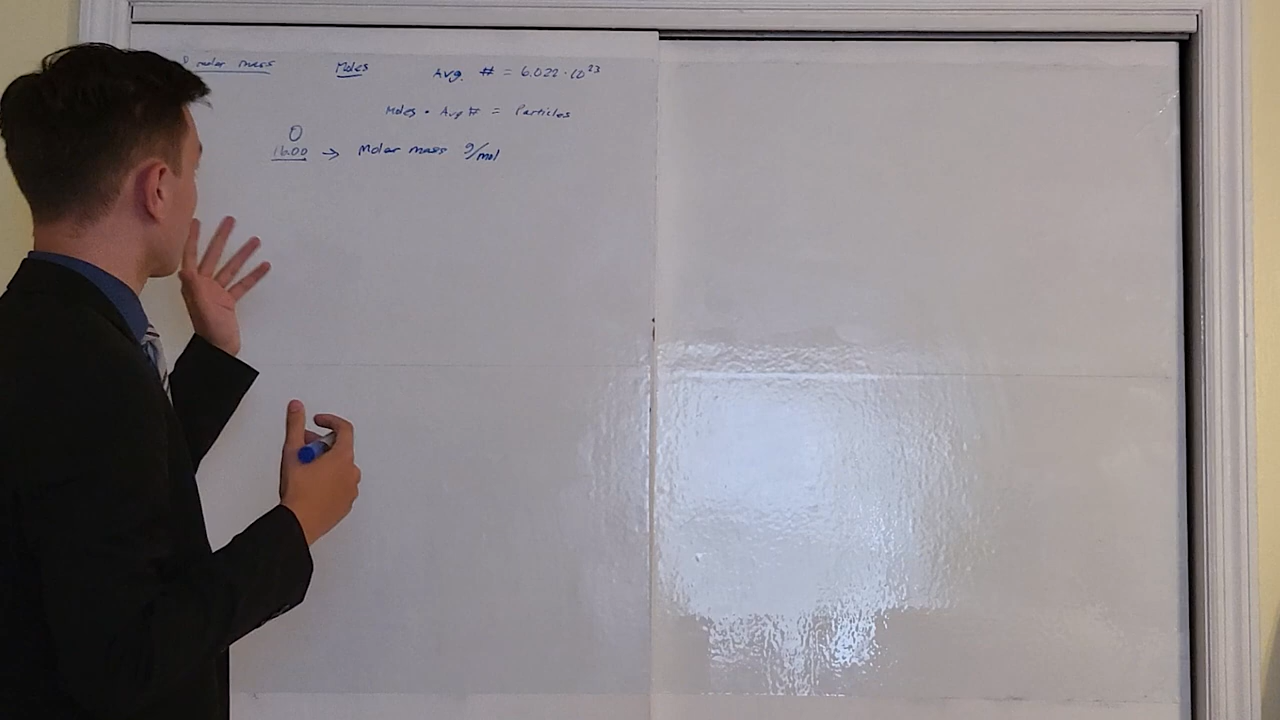 molar mass Moles Avg. # = 6.022 · 10²³
Moles · Avg # = Particles
O
16.00 → Molar mass g/mol